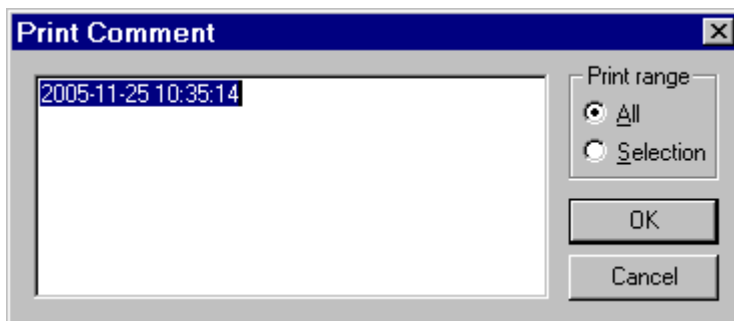 Print Comment
2005-11-25 10:35:14
Print range
All
Selection
OK
Cancel